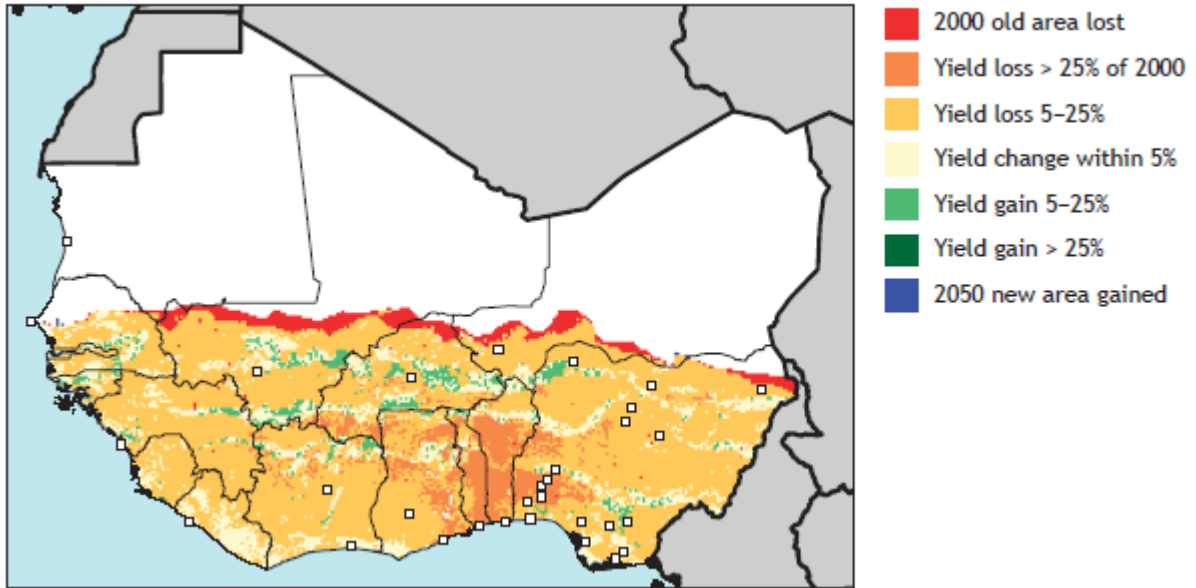 2000 old area lost
Yield loss > 25% of 2000
Yield loss 5–25%
Yield change within 5%
Yield gain 5–25%
Yield gain > 25%
2050 new area gained